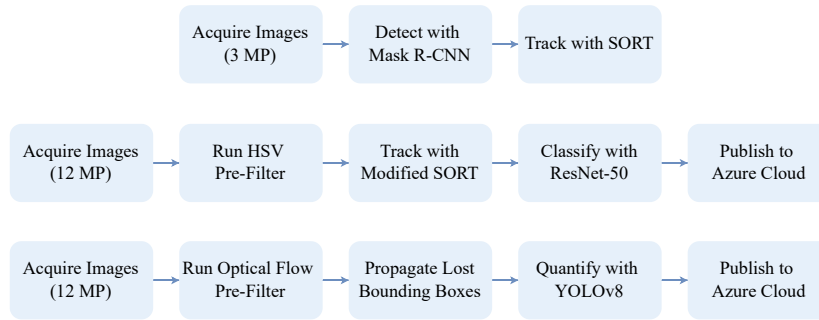 Acquire Images
(3 MP)
Detect with
Mask R-CNN
Track with SORT
Acquire Images
(12 MP)
Run HSV
Pre-Filter
Track with
Modified SORT
Classify with
ResNet-50
Publish to
Azure Cloud
Acquire Images
(12 MP)
Run Optical Flow
Pre-Filter
Propagate Lost
Bounding Boxes
Quantify with
YOLOv8
Publish to
Azure Cloud